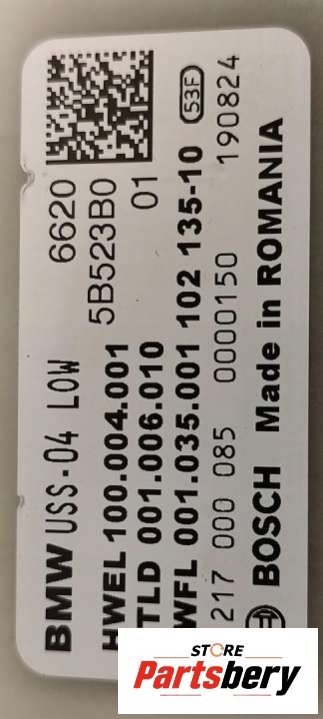 BMW USS-04 LOW 6620
5B523B0
HWEL 100.004.001 01
TLD 001.006.010
WFL 001.035.001 102 135-10 53F
217 000 085 0000150 190824
BOSCH Made in ROMANIA
STORE
Partsbery